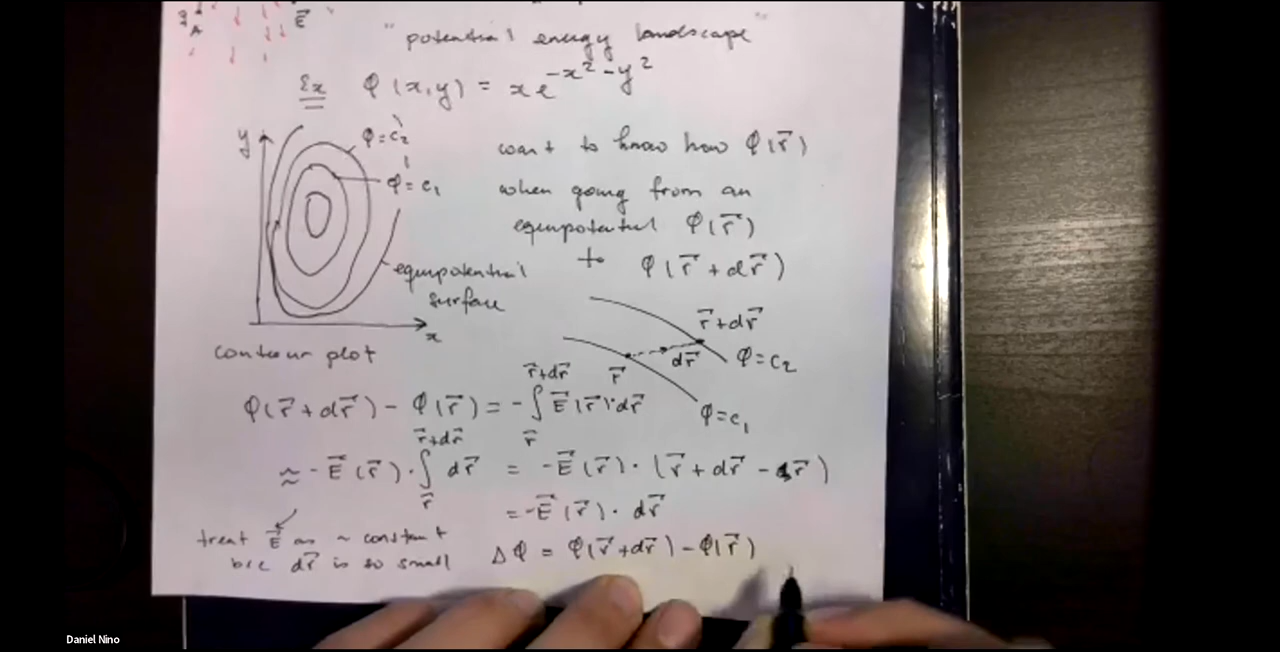 A E⃗
"potential energy landscape"
Ex φ(x,y) = xe^{-x²-y²}
y φ=c₂
φ=c₁
want to know how φ(r⃗)
when going from an
equipotential φ(r⃗)
to φ(r⃗+dr⃗)
equipotential
surface
x
contour plot
r⃗+dr⃗
r⃗ dr⃗ φ=c₂
φ=c₁
φ(r⃗+dr⃗) - φ(r⃗) = -∫_{r⃗}^{r⃗+dr⃗} E⃗(r⃗)·dr⃗
≈ -E⃗(r⃗)·∫_{r⃗}^{r⃗+dr⃗} dr⃗ = -E⃗(r⃗)·(r⃗+dr⃗-r⃗)
= -E⃗(r⃗)·dr⃗
treat E⃗ as ~ constant
b/c dr⃗ is so small
Δφ = φ(r⃗+dr⃗) - φ(r⃗)
Daniel Nino